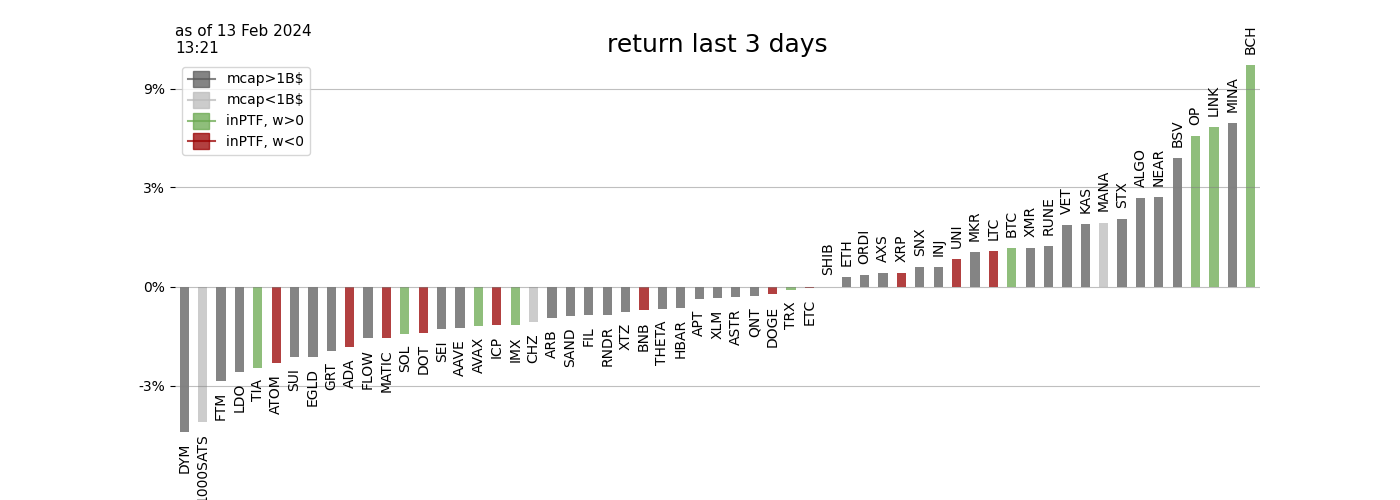 as of 13 Feb 2024
13:21
return last 3 days
mcap>1B$
mcap<1B$
inPTF, w>0
inPTF, w<0
9%
3%
0%
-3%
DYM
1000SATS
FTM
LDO
TIA
ATOM
SUI
EGLD
GRT
ADA
FLOW
MATIC
SOL
DOT
SEI
AAVE
AVAX
ICP
IMX
CHZ
ARB
SAND
FIL
RNDR
XTZ
BNB
THETA
HBAR
APT
XLM
ASTR
QNT
DOGE
TRX
ETC
SHIB
ETH
ORDI
AXS
XRP
SNX
INJ
UNI
MKR
LTC
BTC
XMR
RUNE
VET
KAS
MANA
STX
ALGO
NEAR
BSV
OP
LINK
MINA
BCH